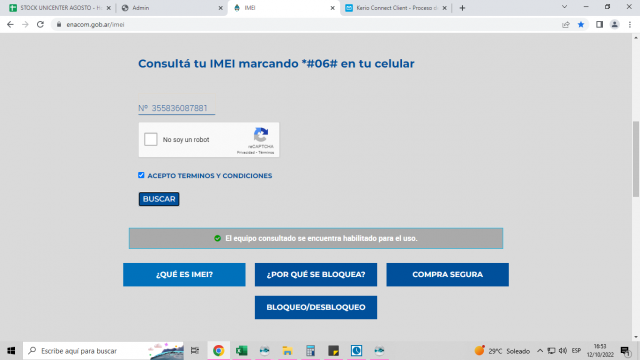 STOCK UNICENTER AGOSTO - H
Admin
IMEI
Kerio Connect Client - Proceso d
enacom.gob.ar/imei
Consultá tu IMEI marcando *#06# en tu celular
Nº 355836087881
No soy un robot
reCAPTCHA
Privacidad - Términos
ACEPTO TERMINOS Y CONDICIONES
BUSCAR
El equipo consultado se encuentra habilitado para el uso.
¿QUÉ ES IMEI?
¿POR QUÉ SE BLOQUEA?
COMPRA SEGURA
BLOQUEO/DESBLOQUEO
Escribe aquí para buscar
29°C Soleado
ESP
16:53
12/10/2022